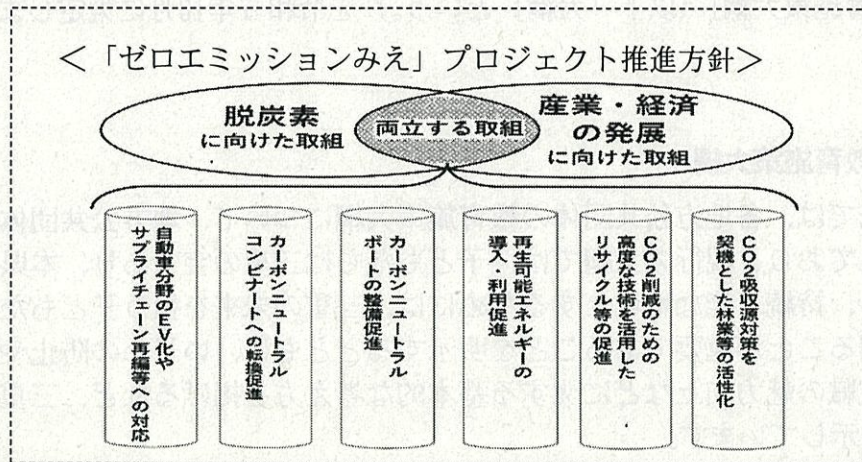 <「ゼロエミッションみえ」プロジェクト推進方針>
脱炭素
に向けた取組
両立する取組
産業・経済
の発展
に向けた取組
自動車分野のEV化や
サプライチェーン再編等への対応
カーボンニュートラル
コンビナートへの転換促進
カーボンニュートラル
ポートの整備促進
再生可能エネルギーの
導入・利用促進
CO2削減のための
高度な技術を活用した
リサイクル等の促進
CO2吸収源対策を
契機とした林業等の活性化